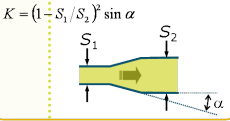 K = (1 − S₁/S₂)² sin α
S₁
S₂
α